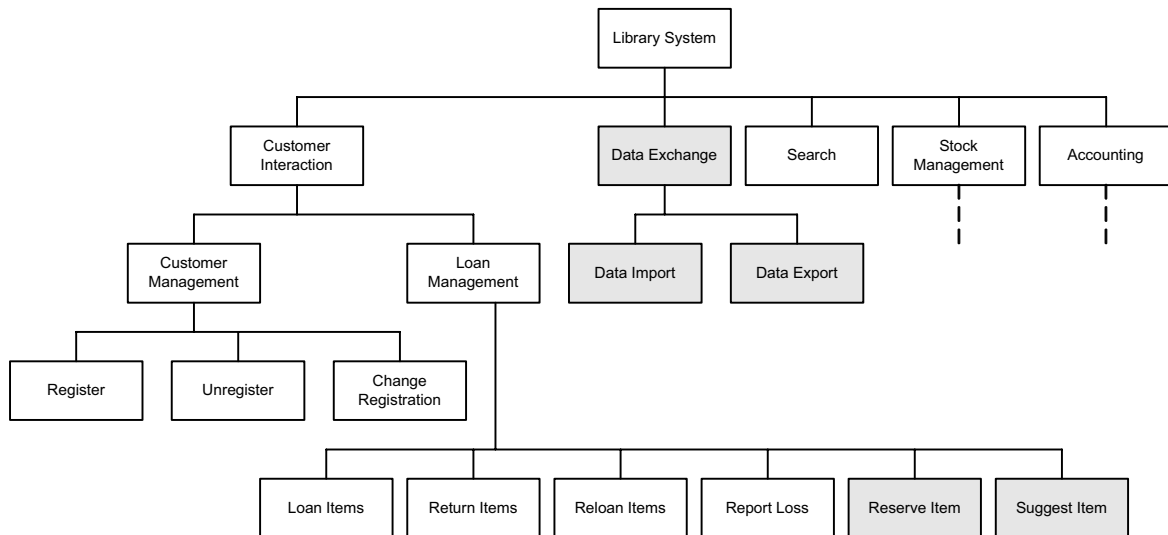 Library System
Customer
Interaction
Data Exchange
Search
Stock
Management
Accounting
Customer
Management
Loan
Management
Data Import
Data Export
Register
Unregister
Change
Registration
Loan Items
Return Items
Reloan Items
Report Loss
Reserve Item
Suggest Item